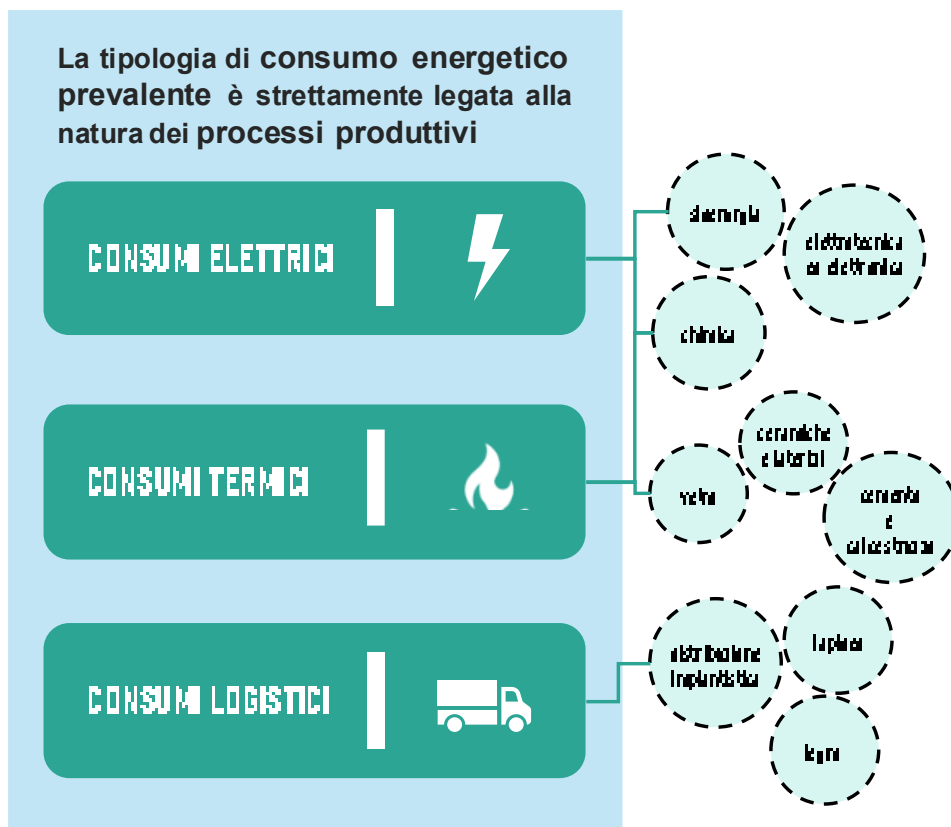 La tipologia di consumo energetico
prevalente è strettamente legata alla
natura dei processi produttivi
CONSUMI ELETTRICI
siderurgia
elettrotecnica
ed elettronica
chimica
CONSUMI TERMICI
ceramiche
e laterizi
vetro
cemento
e
calcestruzzo
CONSUMI LOGISTICI
distribuzione
impiantistica
lapideo
legno